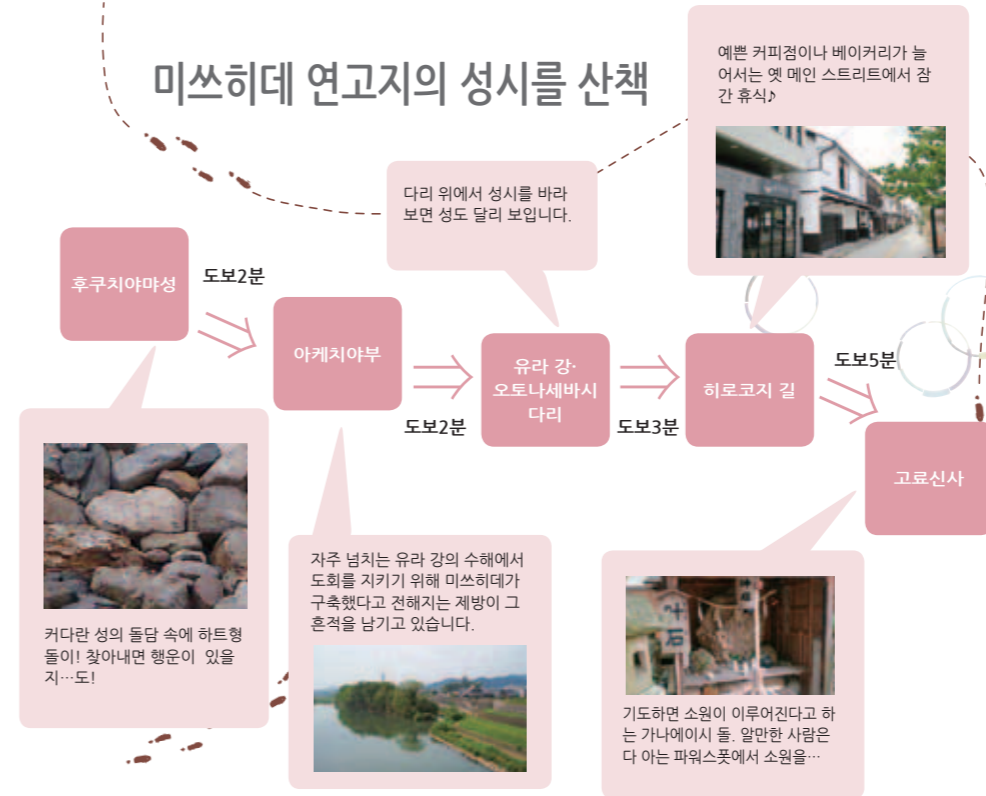 미쓰히데 연고지의 성시를 산책
예쁜 커피점이나 베이커리가 늘
어서는 옛 메인 스트리트에서 잠
간 휴식♪
다리 위에서 성시를 바라
보면 성도 달리 보입니다.
후쿠치야먀성
도보2분
아케치야부
도보2분
유라 강·
오토나세바시
다리
도보3분
히로코지 길
도보5분
고료신사
커다란 성의 돌담 속에 하트형
돌이! 찾아내면 행운이 있을
지…도!
자주 넘치는 유라 강의 수해에서
도회를 지키기 위해 미쓰히데가
구축했다고 전해지는 제방이 그
흔적을 남기고 있습니다.
기도하면 소원이 이루어진다고 하
는 가나에이시 돌. 알만한 사람은
다 아는 파워스폿에서 소원을…
叶石